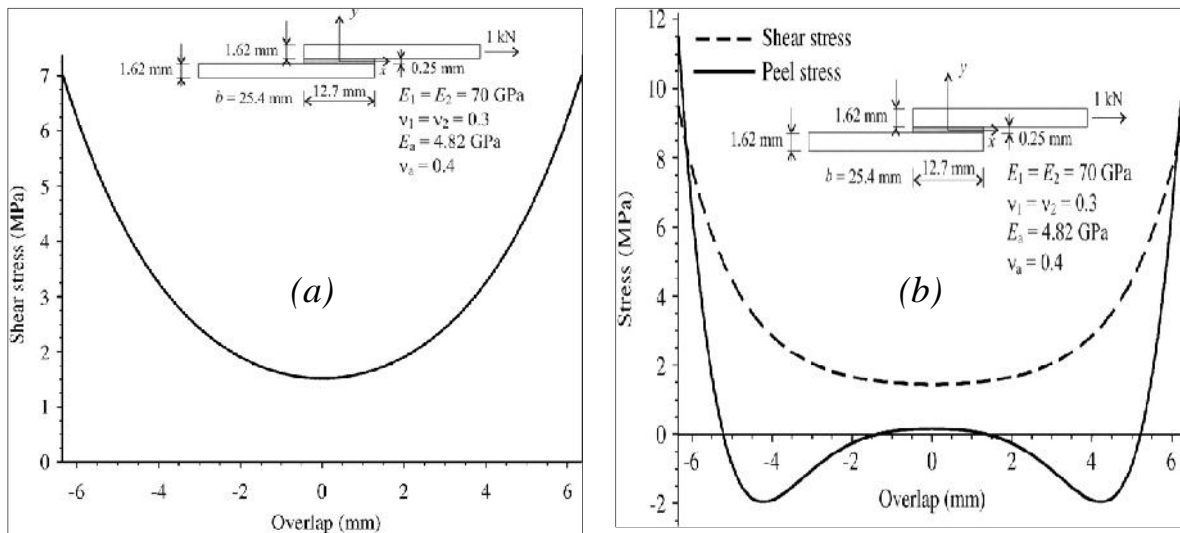 y
1.62 mm
1 kN
1.62 mm
x
0.25 mm
b = 25.4 mm
12.7 mm
E1 = E2 = 70 GPa
ν1 = ν2 = 0.3
Ea = 4.82 GPa
νa = 0.4
(a)
Shear stress (MPa)
7
6
5
4
3
2
1
0
-6 -4 -2 0 2 4 6
Overlap (mm)
Shear stress
Peel stress
y
1.62 mm
1 kN
1.62 mm
x
0.25 mm
b = 25.4 mm
12.7 mm
E1 = E2 = 70 GPa
ν1 = ν2 = 0.3
Ea = 4.82 GPa
νa = 0.4
(b)
Stress (MPa)
12
10
8
6
4
2
0
-2
-6 -4 -2 0 2 4 6
Overlap (mm)